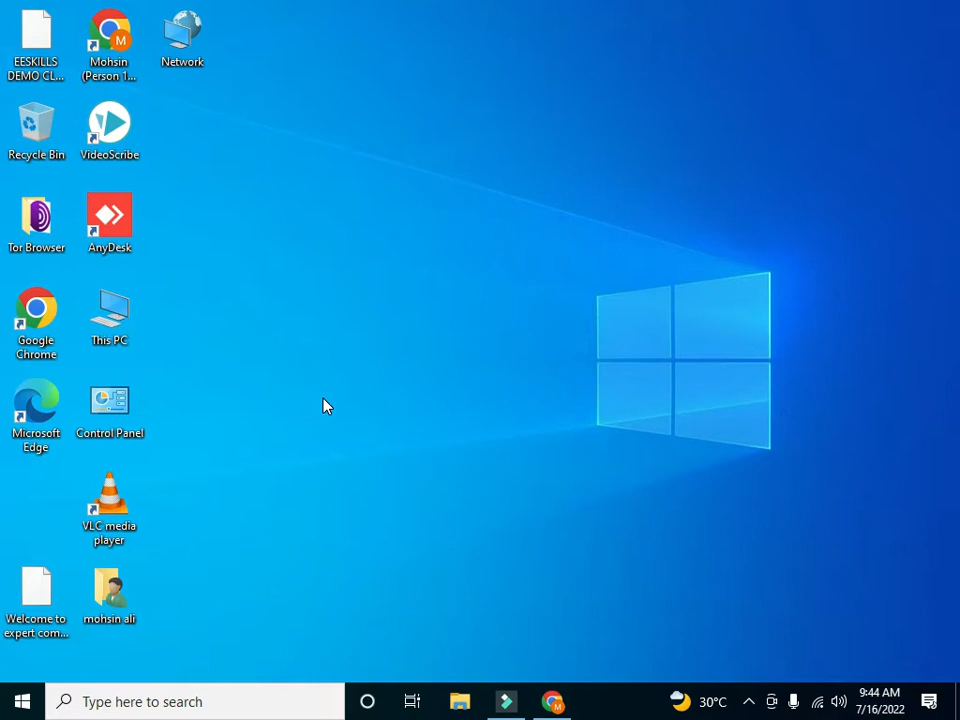 EESKILLS
DEMO CL...
Mohsin
(Person 1...
M
Network
Recycle Bin
VideoScribe
Tor Browser
AnyDesk
Google
Chrome
This PC
Microsoft
Edge
Control Panel
VLC media
player
Welcome to
expert com...
mohsin ali
Type here to search
M
30°C
9:44 AM
7/16/2022